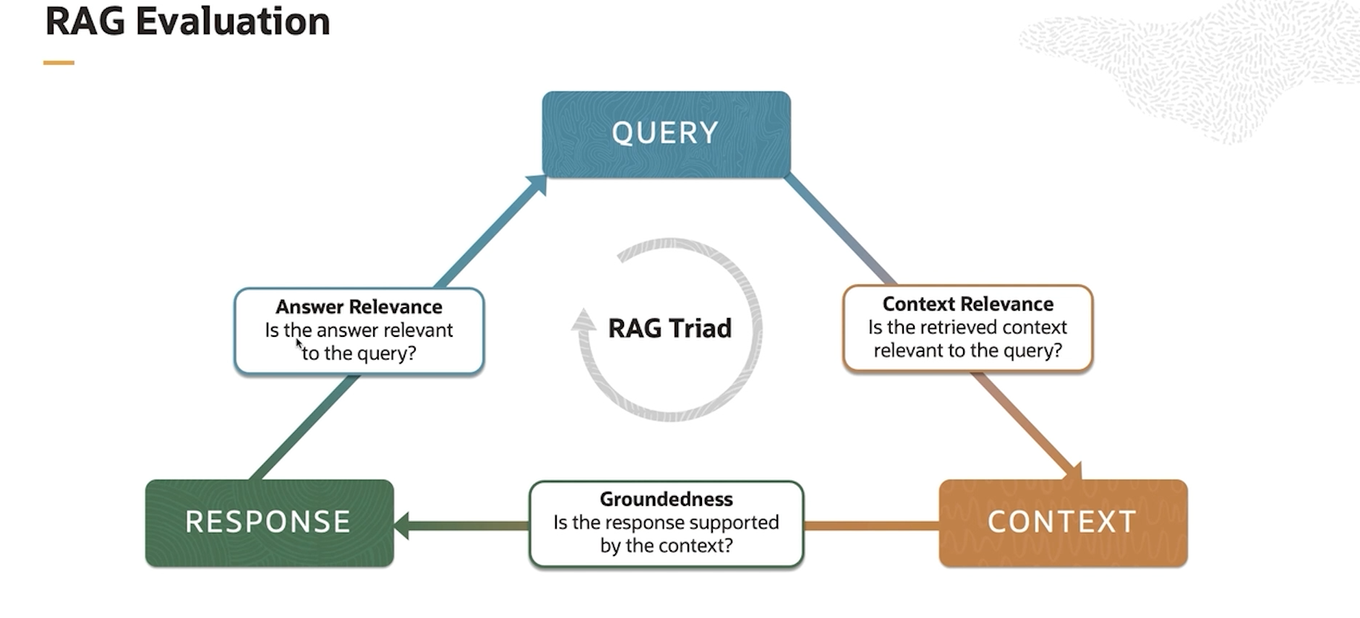 RAG Evaluation
QUERY
Answer Relevance
Is the answer relevant
to the query?
RAG Triad
Context Relevance
Is the retrieved context
relevant to the query?
RESPONSE
Groundedness
Is the response supported
by the context?
CONTEXT